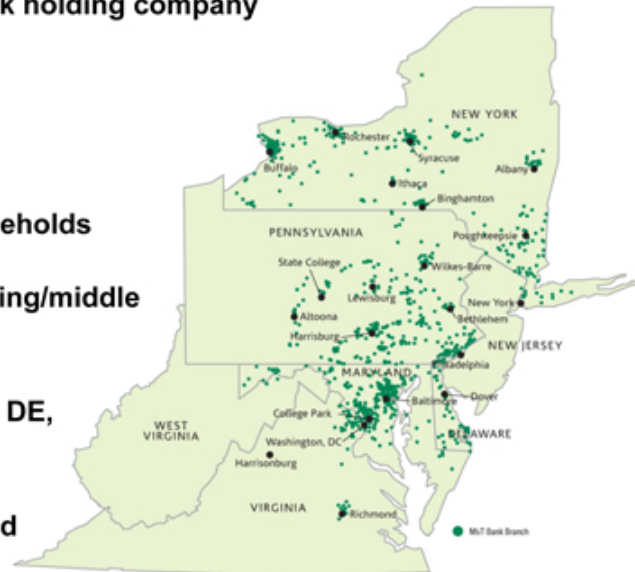 k holding company
eholds
ing/middle
DE,
d
NEW YORK
Rochester
Syracuse
Buffalo
Albany
Ithaca
Binghamton
PENNSYLVANIA
Poughkeepsie
State College
Wilkes-Barre
Lewisburg
New York
Altoona
Bethlehem
Harrisburg
NEW JERSEY
adelphia
MARYLAND
Baltimore
Dover
College Park
WEST
VIRGINIA
Washington, DC
DELAWARE
Harrisonburg
VIRGINIA
Richmond
M&T Bank Branch